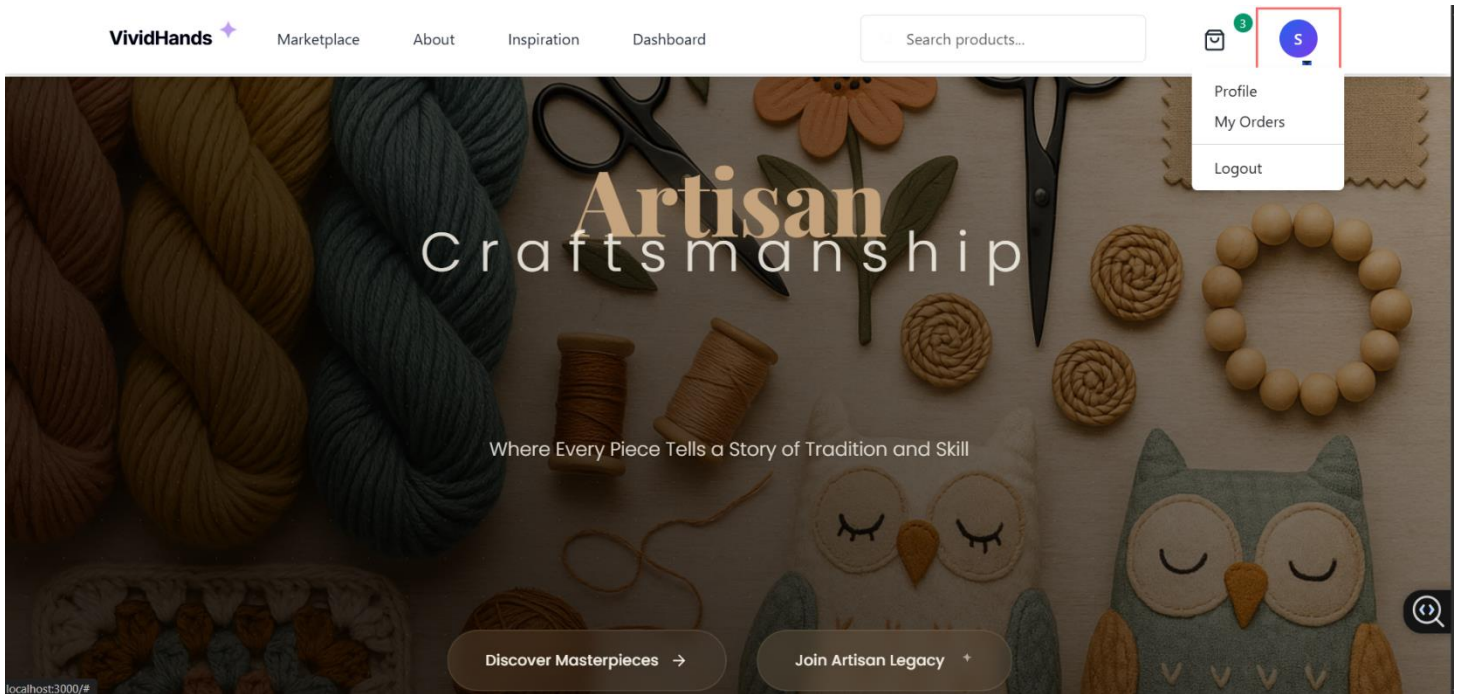 VividHands
Marketplace
About
Inspiration
Dashboard
Search products...
3
S
Profile
My Orders
Logout
Artisan
Craftsmanship
Where Every Piece Tells a Story of Tradition and Skill
Discover Masterpieces →
Join Artisan Legacy
localhost:3000/#